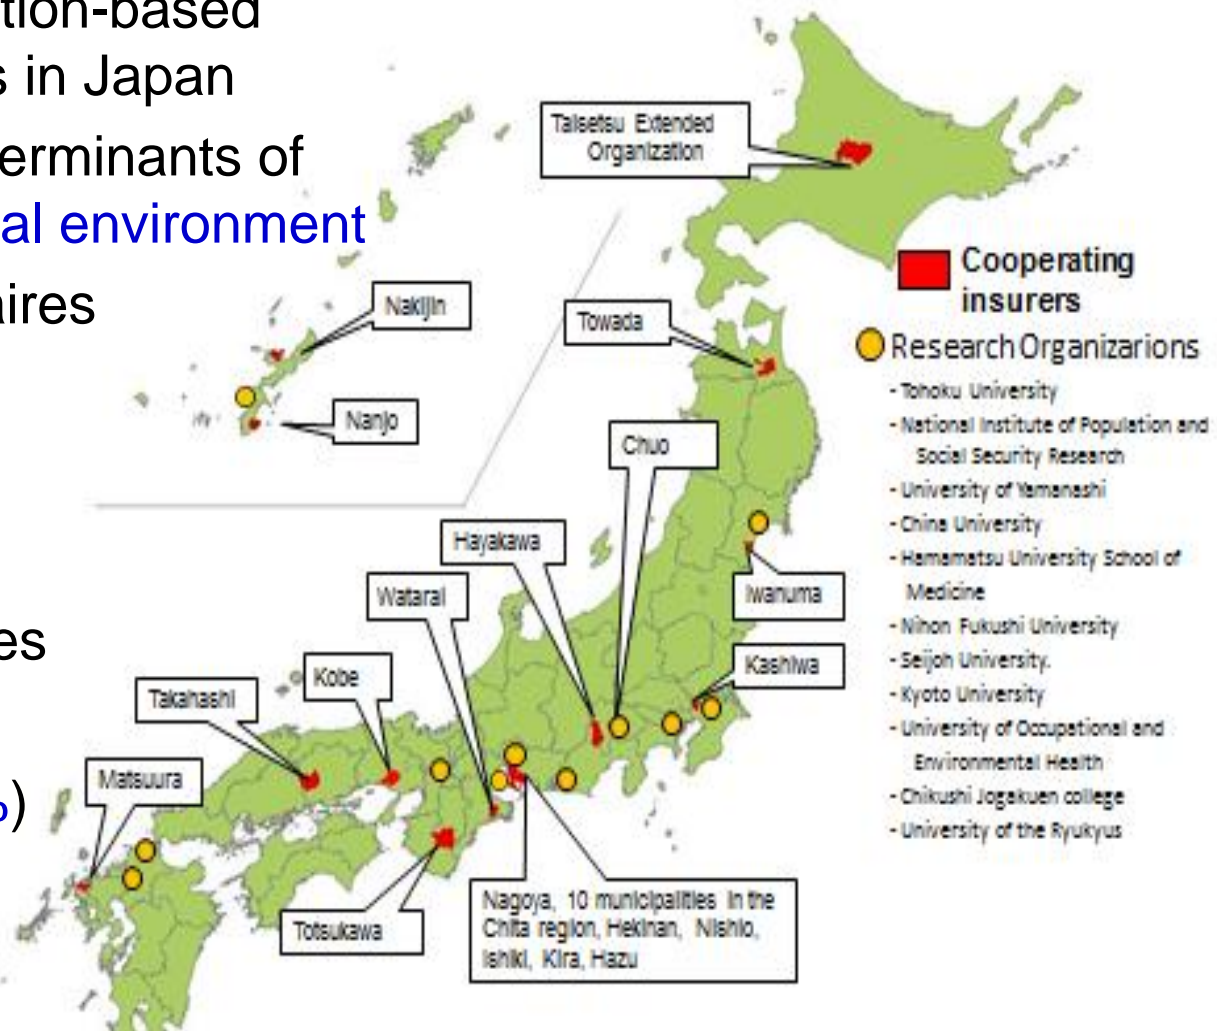 tion-based
s in Japan
erminants of
al environment
aires
es
)
Taisetsu Extended
Organization
Nakijin
Nanjo
Towada
Chuo
Hayakawa
Watarai
Iwanuma
Kashiwa
Kobe
Takahashi
Matsuura
Totsukawa
Nagoya, 10 municipalities in the
Chita region, Hekinan, Nishio,
Ishiki, Kira, Hazu
Cooperating
insurers
Research Organizarions
- Tohoku University
- National Institute of Population and
Social Security Research
- University of Yamanashi
- China University
- Hamamatsu University School of
Medicine
- Nihon Fukushi University
- Seijoh University.
- Kyoto University
- University of Occupational and
Environmental Health
- Chikushi Jogakuen college
- University of the Ryukyus